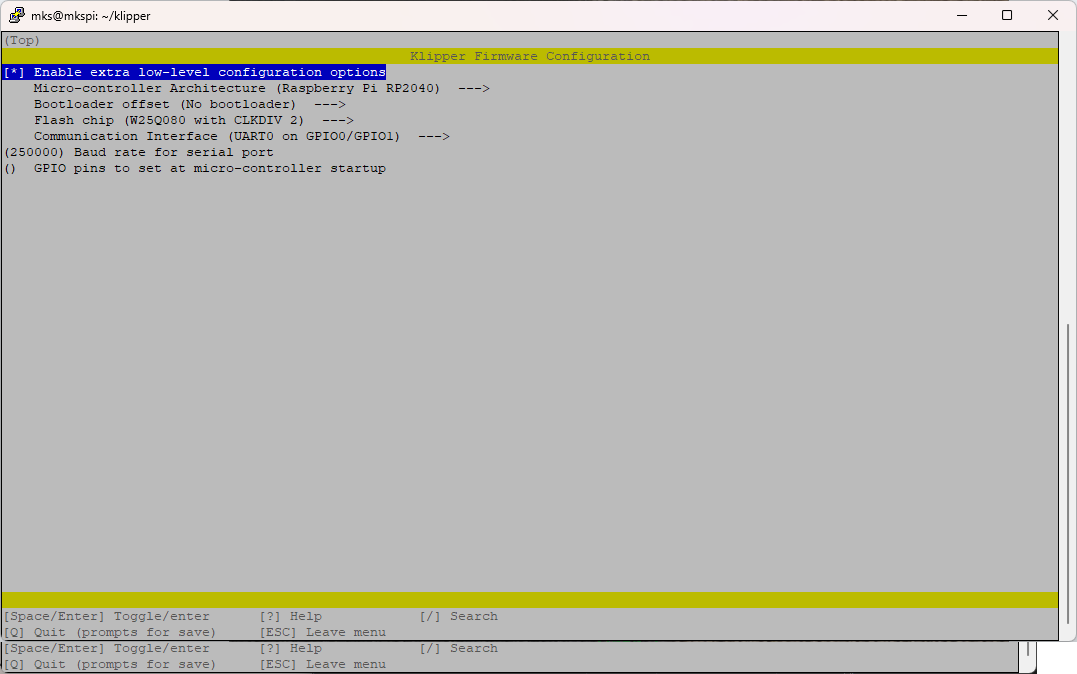 mks@mkspi: ~/klipper
(Top)
Klipper Firmware Configuration
[*] Enable extra low-level configuration options
Micro-controller Architecture (Raspberry Pi RP2040) --->
Bootloader offset (No bootloader) --->
Flash chip (W25Q080 with CLKDIV 2) --->
Communication Interface (UART0 on GPIO0/GPIO1) --->
(250000) Baud rate for serial port
() GPIO pins to set at micro-controller startup
[Space/Enter] Toggle/enter [?] Help [/] Search
[Q] Quit (prompts for save) [ESC] Leave menu
[Space/Enter] Toggle/enter [?] Help [/] Search
[Q] Quit (prompts for save) [ESC] Leave menu